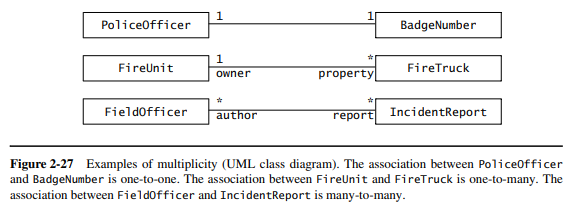 1 1
PoliceOfficer BadgeNumber
1 *
FireUnit FireTruck
owner property
* *
FieldOfficer IncidentReport
author report
Figure 2-27 Examples of multiplicity (UML class diagram). The association between PoliceOfficer
and BadgeNumber is one-to-one. The association between FireUnit and FireTruck is one-to-many. The
association between FieldOfficer and IncidentReport is many-to-many.